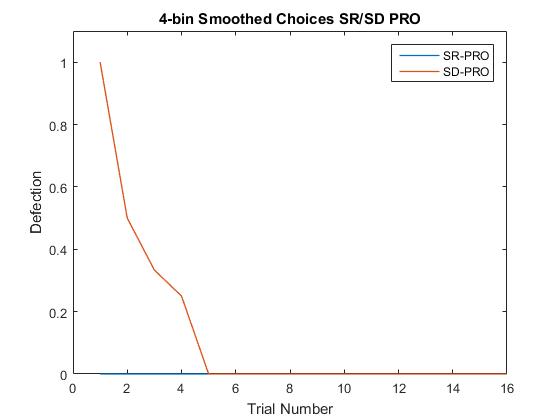 4-bin Smoothed Choices SR/SD PRO
SR-PRO
SD-PRO
Defection
1
0.8
0.6
0.4
0.2
0
0 2 4 6 8 10 12 14 16
Trial Number